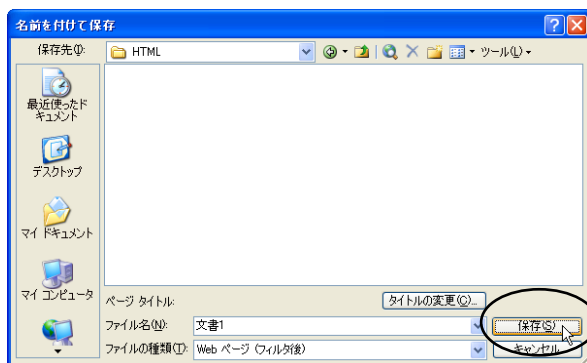 名前を付けて保存
保存先(I):
HTML
ツール(L)
最近使ったド
キュメント
デスクトップ
マイ ドキュメント
マイ コンピュータ
ページ タイトル:
タイトルの変更(C)...
ファイル名(N):
文書1
保存(S)
ファイルの種類(T):
Web ページ (フィルタ後)
キャンセル